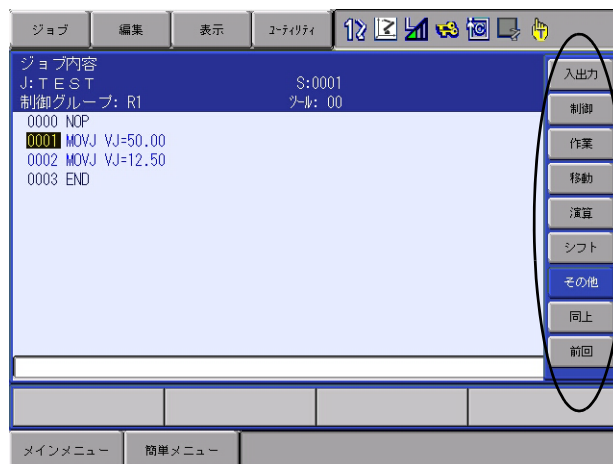 ジョブ 編集 表示 ユーティリティ
ジョブ内容
J:TEST S:0001
制御グループ: R1 ツール: 00
0000 NOP
0001 MOVJ VJ=50.00
0002 MOVJ VJ=12.50
0003 END
入出力
制御
作業
移動
演算
シフト
その他
同上
前回
メインメニュー 簡単メニュー